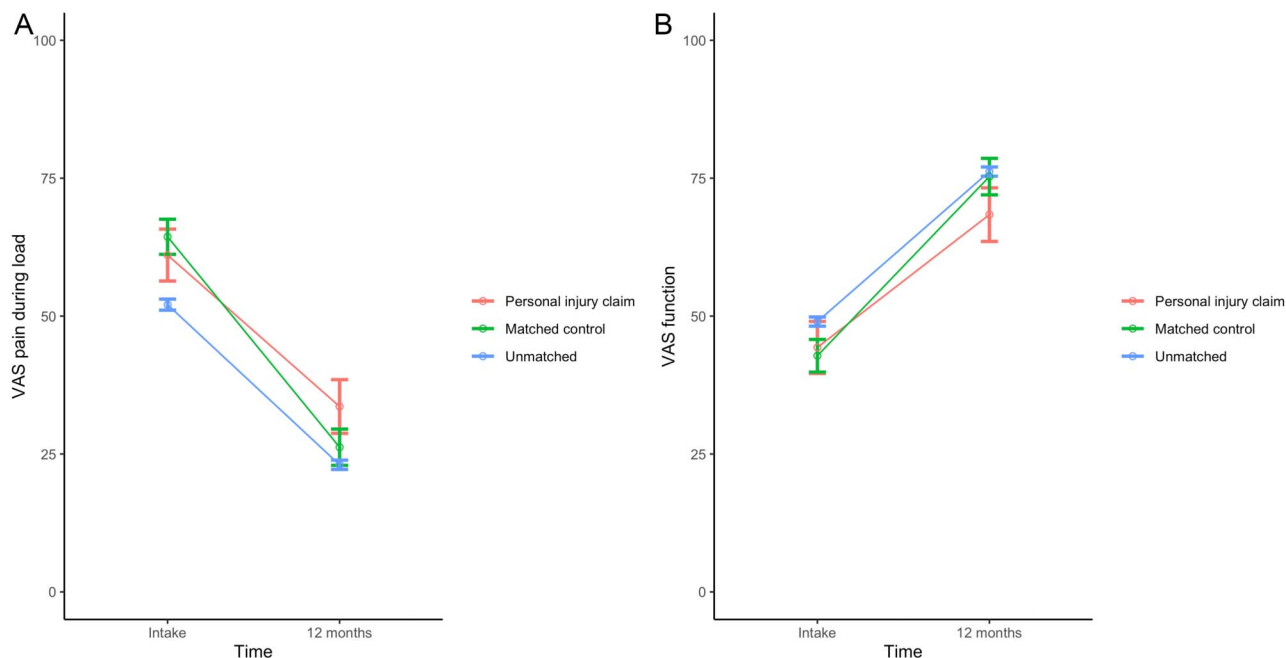 A
100
75
50
25
0
VAS pain during load
Intake
12 months
Time
Personal injury claim
Matched control
Unmatched
B
100
75
50
25
0
VAS function
Intake
12 months
Time
Personal injury claim
Matched control
Unmatched